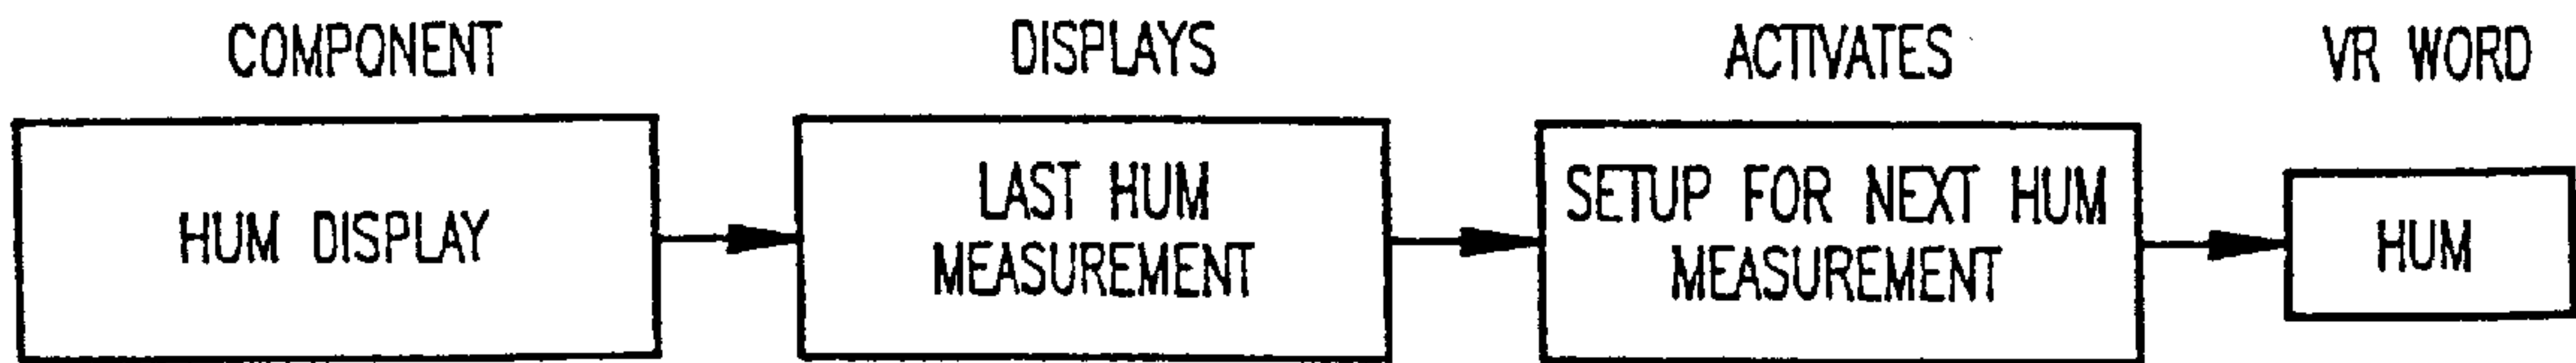 COMPONENT
DISPLAYS
ACTIVATES
VR WORD
HUM DISPLAY
LAST HUM
MEASUREMENT
SETUP FOR NEXT HUM
MEASUREMENT
HUM